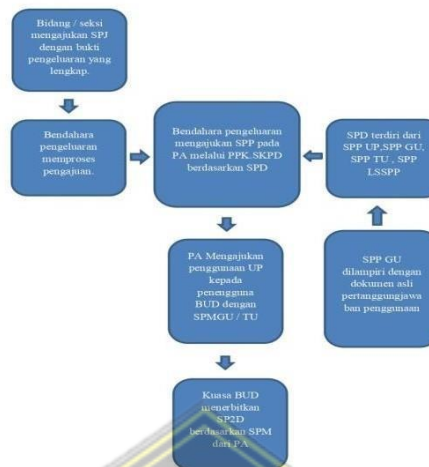 Bidang / seksi
mengajukan SPJ
dengan bukti
pengeluaran yang
lengkap.
Bendahara
pengeluaran
memproses
pengajuan.
Bendahara pengeluaran
mengajukan SPP pada
PA melalui PPK.SKPD
berdasarkan SPD
SPD terdiri dari
SPP UP,SPP GU,
SPP TU , SPP
LSSPP
SPP GU
dilampiri dengan
dokumen asli
pertanggungjawa
ban penggunaan
PA Mengajukan
penggunaan UP
kepada
penengguna
BUD dengan
SPMGU / TU
Kuasa BUD
menerbitkan
SP2D
berdasarkan SPM
dari PA